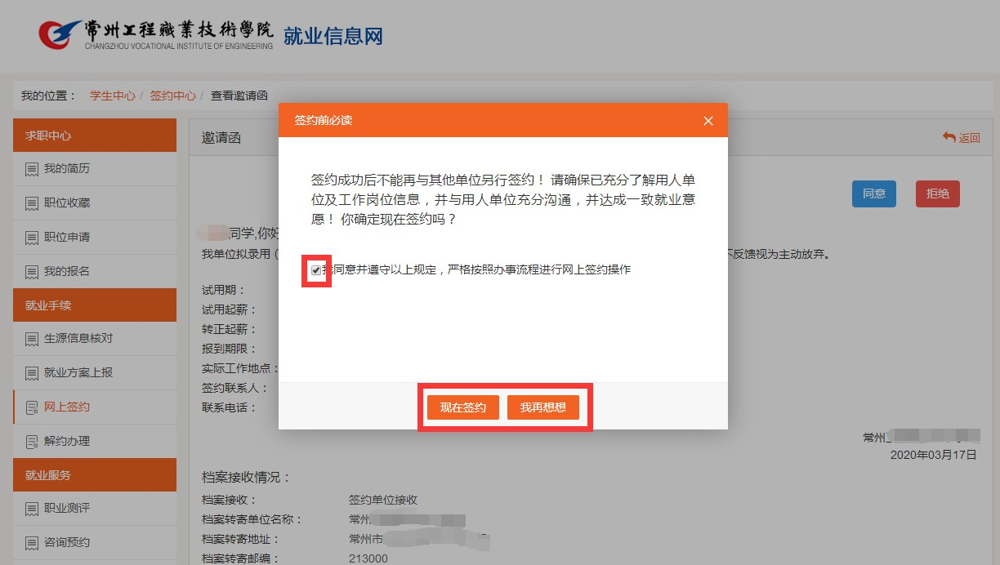 常州工程職業技術學院 就业信息网
CHANGZHOU VOCATIONAL INSTITUTE OF ENGINEERING
我的位置： 学生中心 / 签约中心 / 查看邀请函
求职中心
我的简历
职位收藏
职位申请
我的报名
就业手续
生源信息核对
就业方案上报
网上签约
解约办理
就业服务
职业测评
咨询预约
邀请函
返回
同意 拒绝
同学,你好
我单位拟录用（
反馈视为主动放弃。
试用期：
试用起薪：
转正起薪：
报到期限：
实际工作地点：
签约联系人：
联系电话：
签约前必读
签约成功后不能再与其他单位另行签约！ 请确保已充分了解用人单
位及工作岗位信息，并与用人单位充分沟通，并达成一致就业意
愿！ 你确定现在签约吗？
我同意并遵守以上规定，严格按照办事流程进行网上签约操作
现在签约 我再想想
常州
2020年03月17日
档案接收情况：
档案接收： 签约单位接收
档案转寄单位名称： 常州
档案转寄地址： 常州市
档案转寄邮编： 213000